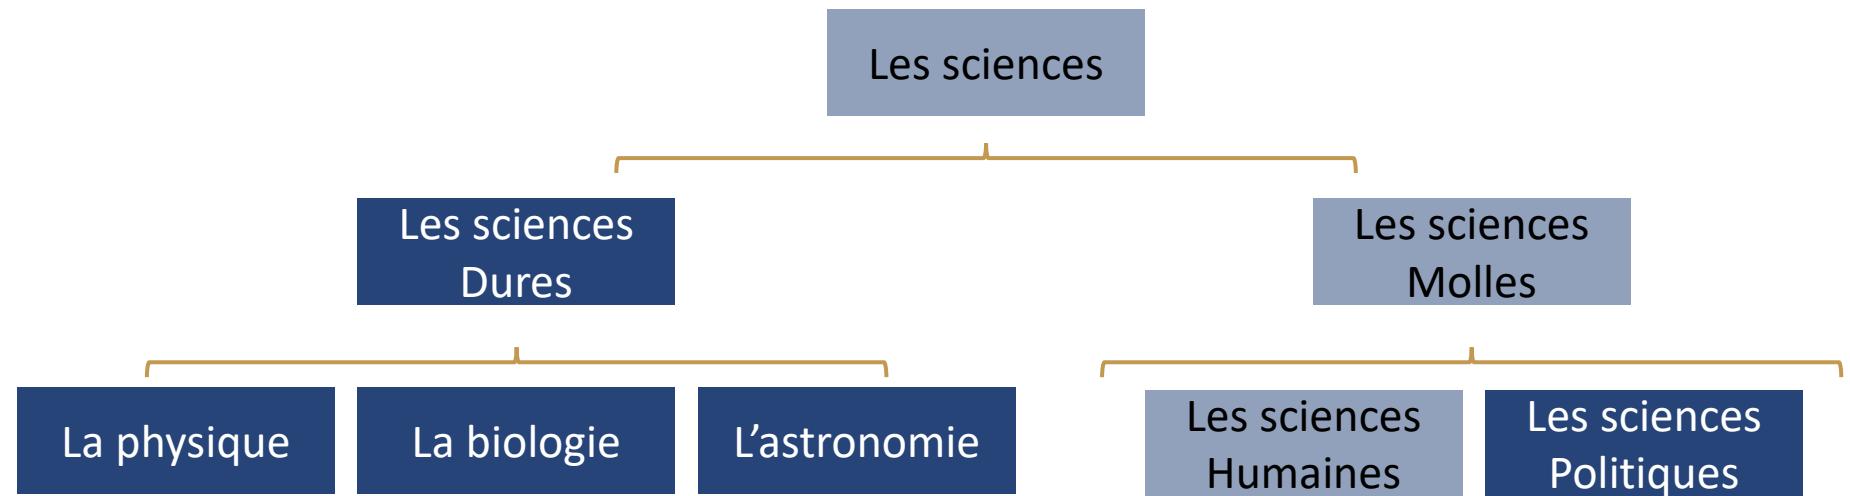 Les sciences
Les sciences
Dures
Les sciences
Molles
La physique
La biologie
L’astronomie
Les sciences
Humaines
Les sciences
Politiques